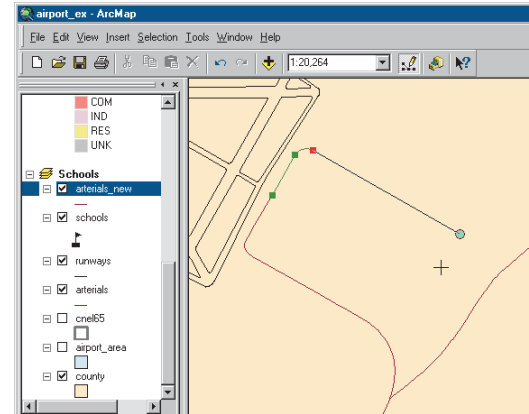 airport_ex - ArcMap
File Edit View Insert Selection Tools Window Help
1:20,264
COM
IND
RES
UNK
Schools
arterials_new
schools
runways
arterials
cnel65
airport_area
county